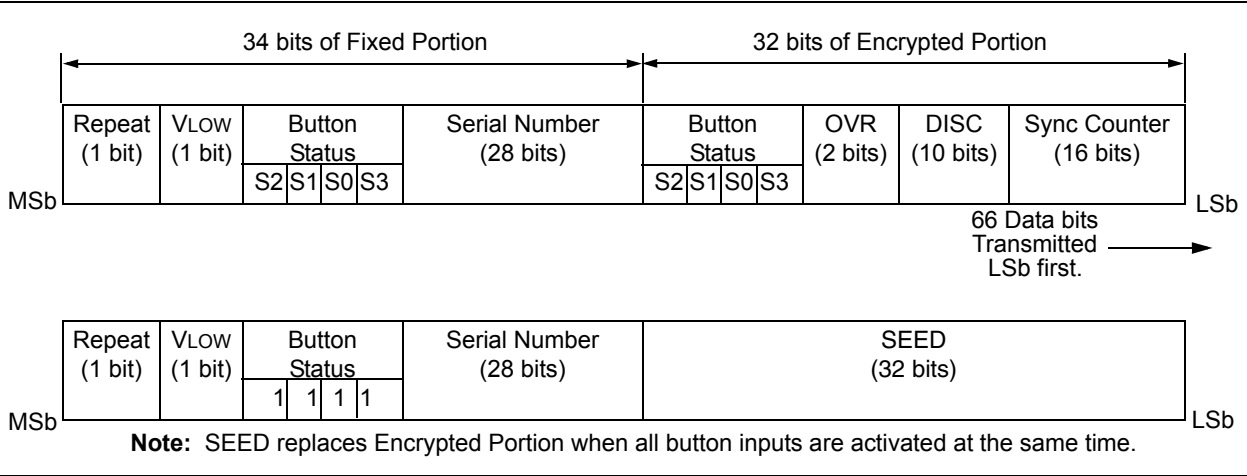 34 bits of Fixed Portion 32 bits of Encrypted Portion
Repeat VLOW Button Serial Number Button OVR DISC Sync Counter
(1 bit) (1 bit) Status (28 bits) Status (2 bits) (10 bits) (16 bits)
S2 S1 S0 S3 S2 S1 S0 S3
MSb LSb
66 Data bits
Transmitted
LSb first.
Repeat VLOW Button Serial Number SEED
(1 bit) (1 bit) Status (28 bits) (32 bits)
1 1 1 1
MSb LSb
Note: SEED replaces Encrypted Portion when all button inputs are activated at the same time.